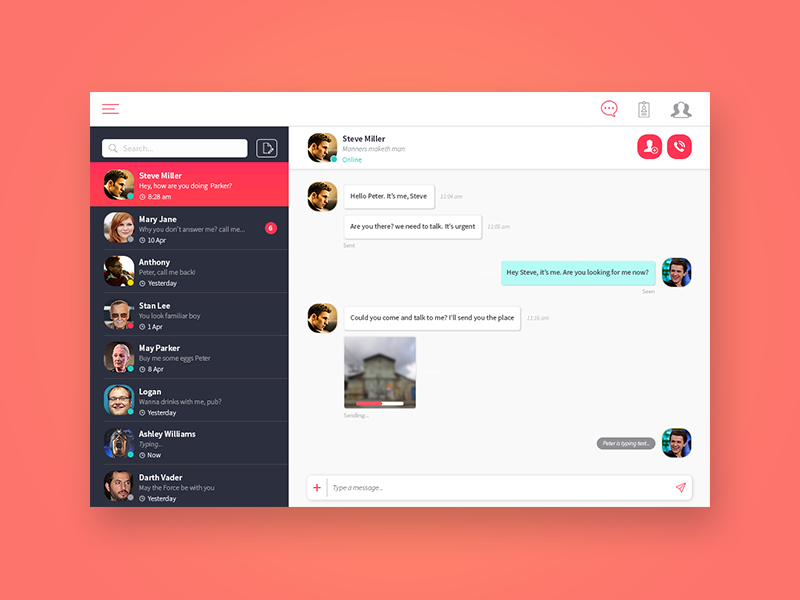 Search...
Steve Miller
Hey, how are you doing Parker?
8:28 am
Mary Jane
Why you don't answer me? call me...
10 Apr
6
Anthony
Peter, call me back!
Yesterday
Stan Lee
You look familiar boy
1 Apr
May Parker
Buy me some eggs Peter
8 Apr
Logan
Wanna drinks with me, pub?
Yesterday
Ashley Williams
Typing...
Now
Darth Vader
May the Force be with you
Yesterday
Steve Miller
Manners maketh man
Online
Hello Peter. It's me, Steve
11:04 am
Are you there? we need to talk. It's urgent
11:05 am
Sent
Hey Steve, it's me. Are you looking for me now?
Seen
Could you come and talk to me? I'll send you the place
11:16 am
Sending...
Peter is typing text...
Type a message...